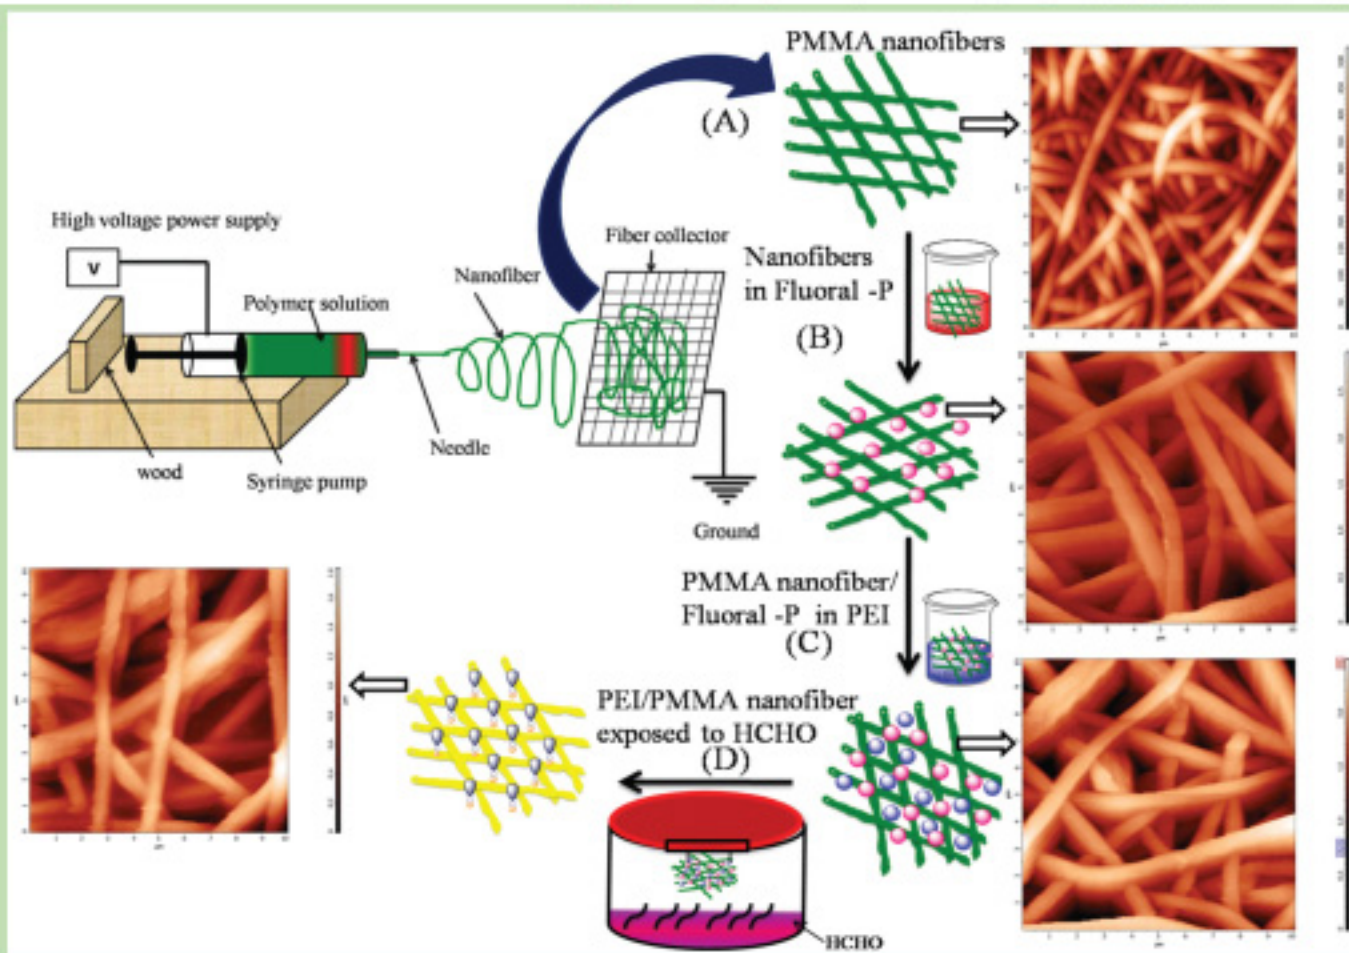 PMMA nanofibers
(A)
High voltage power supply
V
Polymer solution
Nanofiber
Fiber collector
Nanofibers
in Fluoral -P
(B)
Needle
wood
Syringe pump
Ground
PMMA nanofiber/
Fluoral -P in PEI
(C)
PEI/PMMA nanofiber
exposed to HCHO
(D)
HCHO